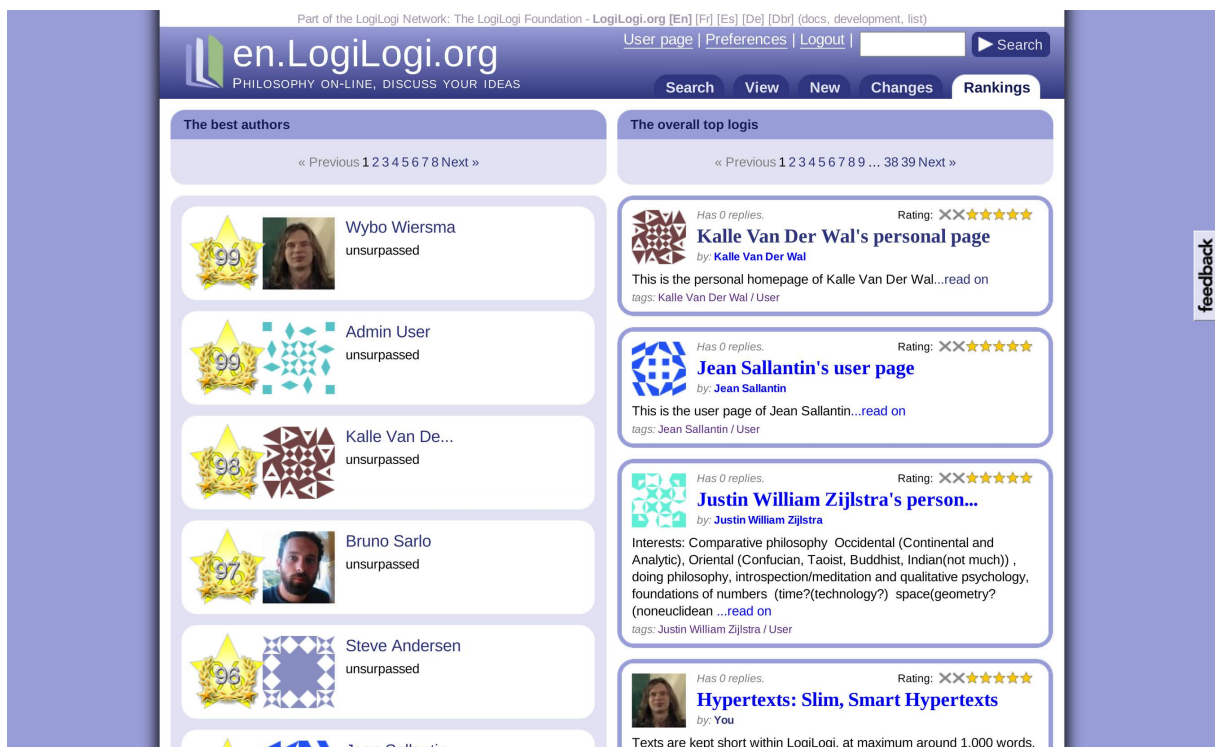 Part of the LogiLogi Network: The LogiLogi Foundation - LogiLogi.org [En] [Fr] [Es] [De] [Dbr] (docs, development, list)
en.LogiLogi.org
Philosophy on-line, discuss your ideas
User page | Preferences | Logout |
Search
Search View New Changes Rankings
The best authors
« Previous 1 2 3 4 5 6 7 8 Next »
99
Wybo Wiersma
unsurpassed
99
Admin User
unsurpassed
98
Kalle Van De...
unsurpassed
97
Bruno Sarlo
unsurpassed
96
Steve Andersen
unsurpassed
The overall top logis
« Previous 1 2 3 4 5 6 7 8 9 … 38 39 Next »
Has 0 replies. Rating:
Kalle Van Der Wal's personal page
by: Kalle Van Der Wal
This is the personal homepage of Kalle Van Der Wal...read on
tags: Kalle Van Der Wal / User
Has 0 replies. Rating:
Jean Sallantin's user page
by: Jean Sallantin
This is the user page of Jean Sallantin...read on
tags: Jean Sallantin / User
Has 0 replies. Rating:
Justin William Zijlstra's person...
by: Justin William Zijlstra
Interests: Comparative philosophy Occidental (Continental and
Analytic), Oriental (Confucian, Taoist, Buddhist, Indian(not much)) ,
doing philosophy, introspection/meditation and qualitative psychology,
foundations of numbers (time?(technology?) space(geometry?
(noneuclidean ...read on
tags: Justin William Zijlstra / User
Has 0 replies. Rating:
Hypertexts: Slim, Smart Hypertexts
by: You
Texts are kept short within LogiLogi, at maximum around 1,000 words.
feedback